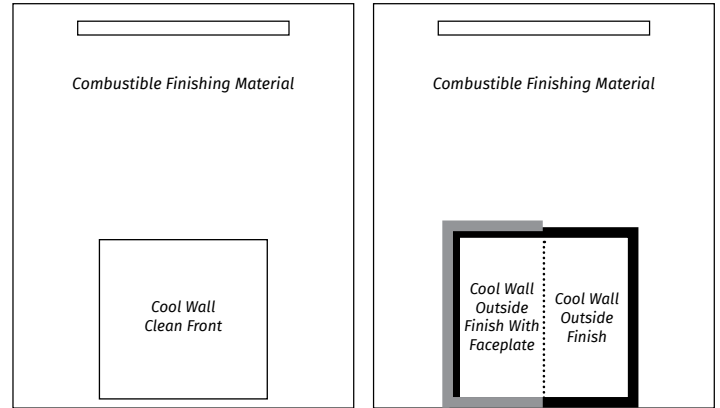 Combustible Finishing Material
Cool Wall
Clean Front
Combustible Finishing Material
Cool Wall
Outside
Finish With
Faceplate
Cool Wall
Outside
Finish